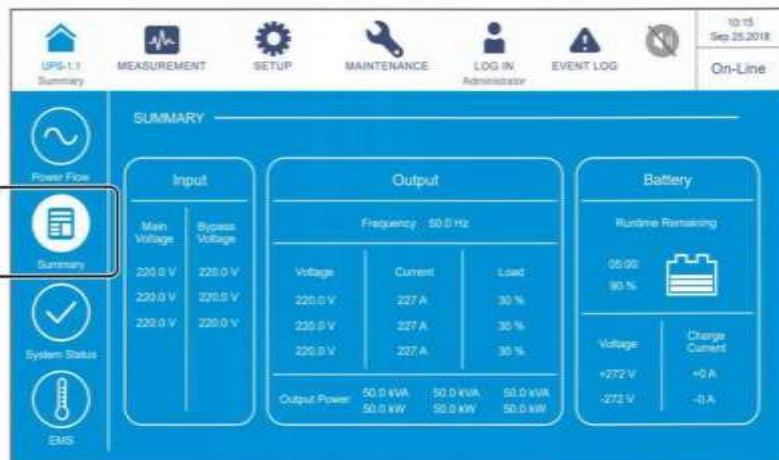 10:15
Sep 25.2018
On-Line
UPS-1.1
Summary
MEASUREMENT
SETUP
MAINTENANCE
LOG IN
Administrator
EVENT LOG
SUMMARY
Power Flow
Summary
System Status
EMS
Input
Main Voltage
Bypass Voltage
220.0 V 220.0 V
220.0 V 220.0 V
220.0 V 220.0 V
Output
Frequency 50.0 Hz
Voltage Current Load
220.0 V 227 A 30 %
220.0 V 227 A 30 %
220.0 V 227 A 30 %
Output Power 50.0 kVA 50.0 kVA 50.0 kVA
50.0 kW 50.0 kW 50.0 kW
Battery
Runtime Remaining
00:00
90 %
Voltage Charge Current
+272 V +0 A
-272 V -0 A